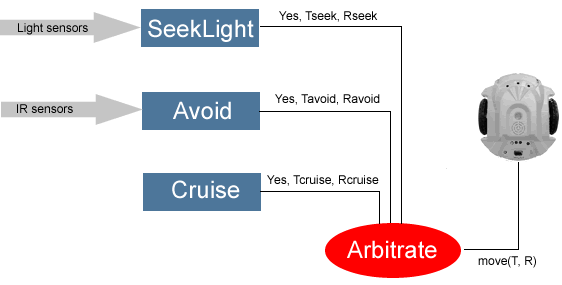 Light sensors
SeekLight
Yes, Tseek, Rseek
IR sensors
Avoid
Yes, Tavoid, Ravoid
Cruise
Yes, Tcruise, Rcruise
Arbitrate
move(T, R)